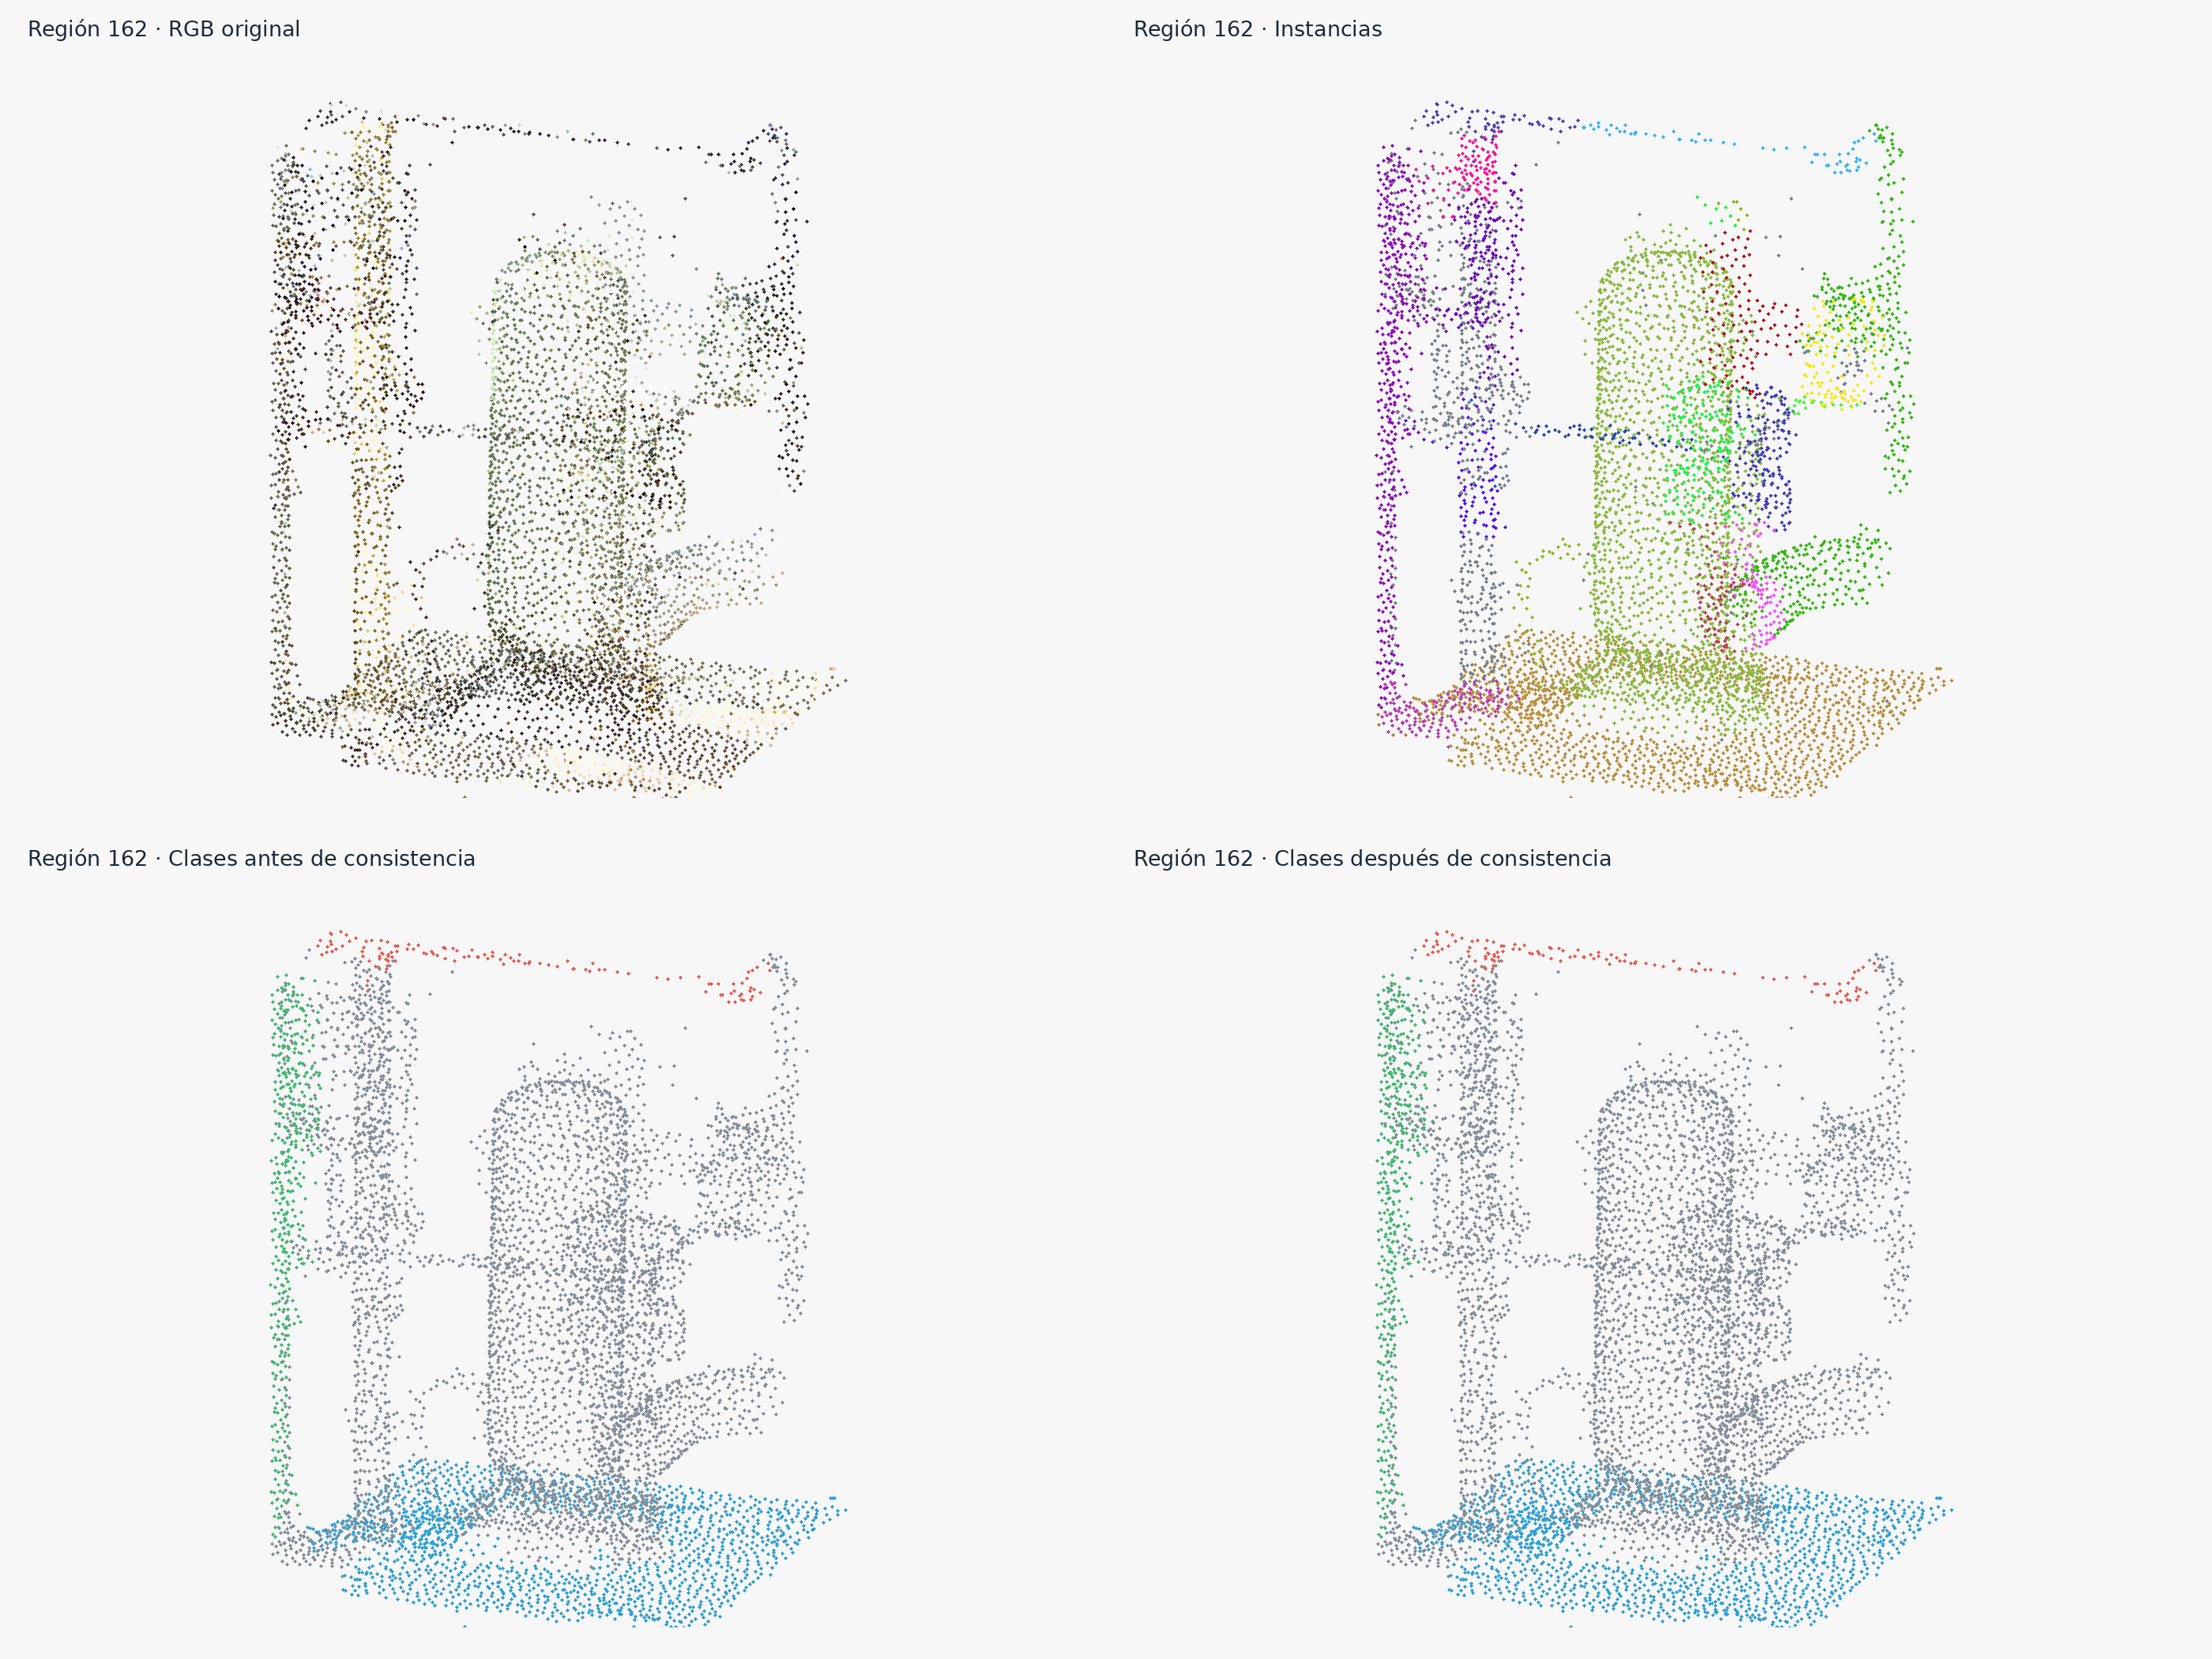 Región 162 · RGB original
Región 162 · Instancias
Región 162 · Clases antes de consistencia
Región 162 · Clases después de consistencia